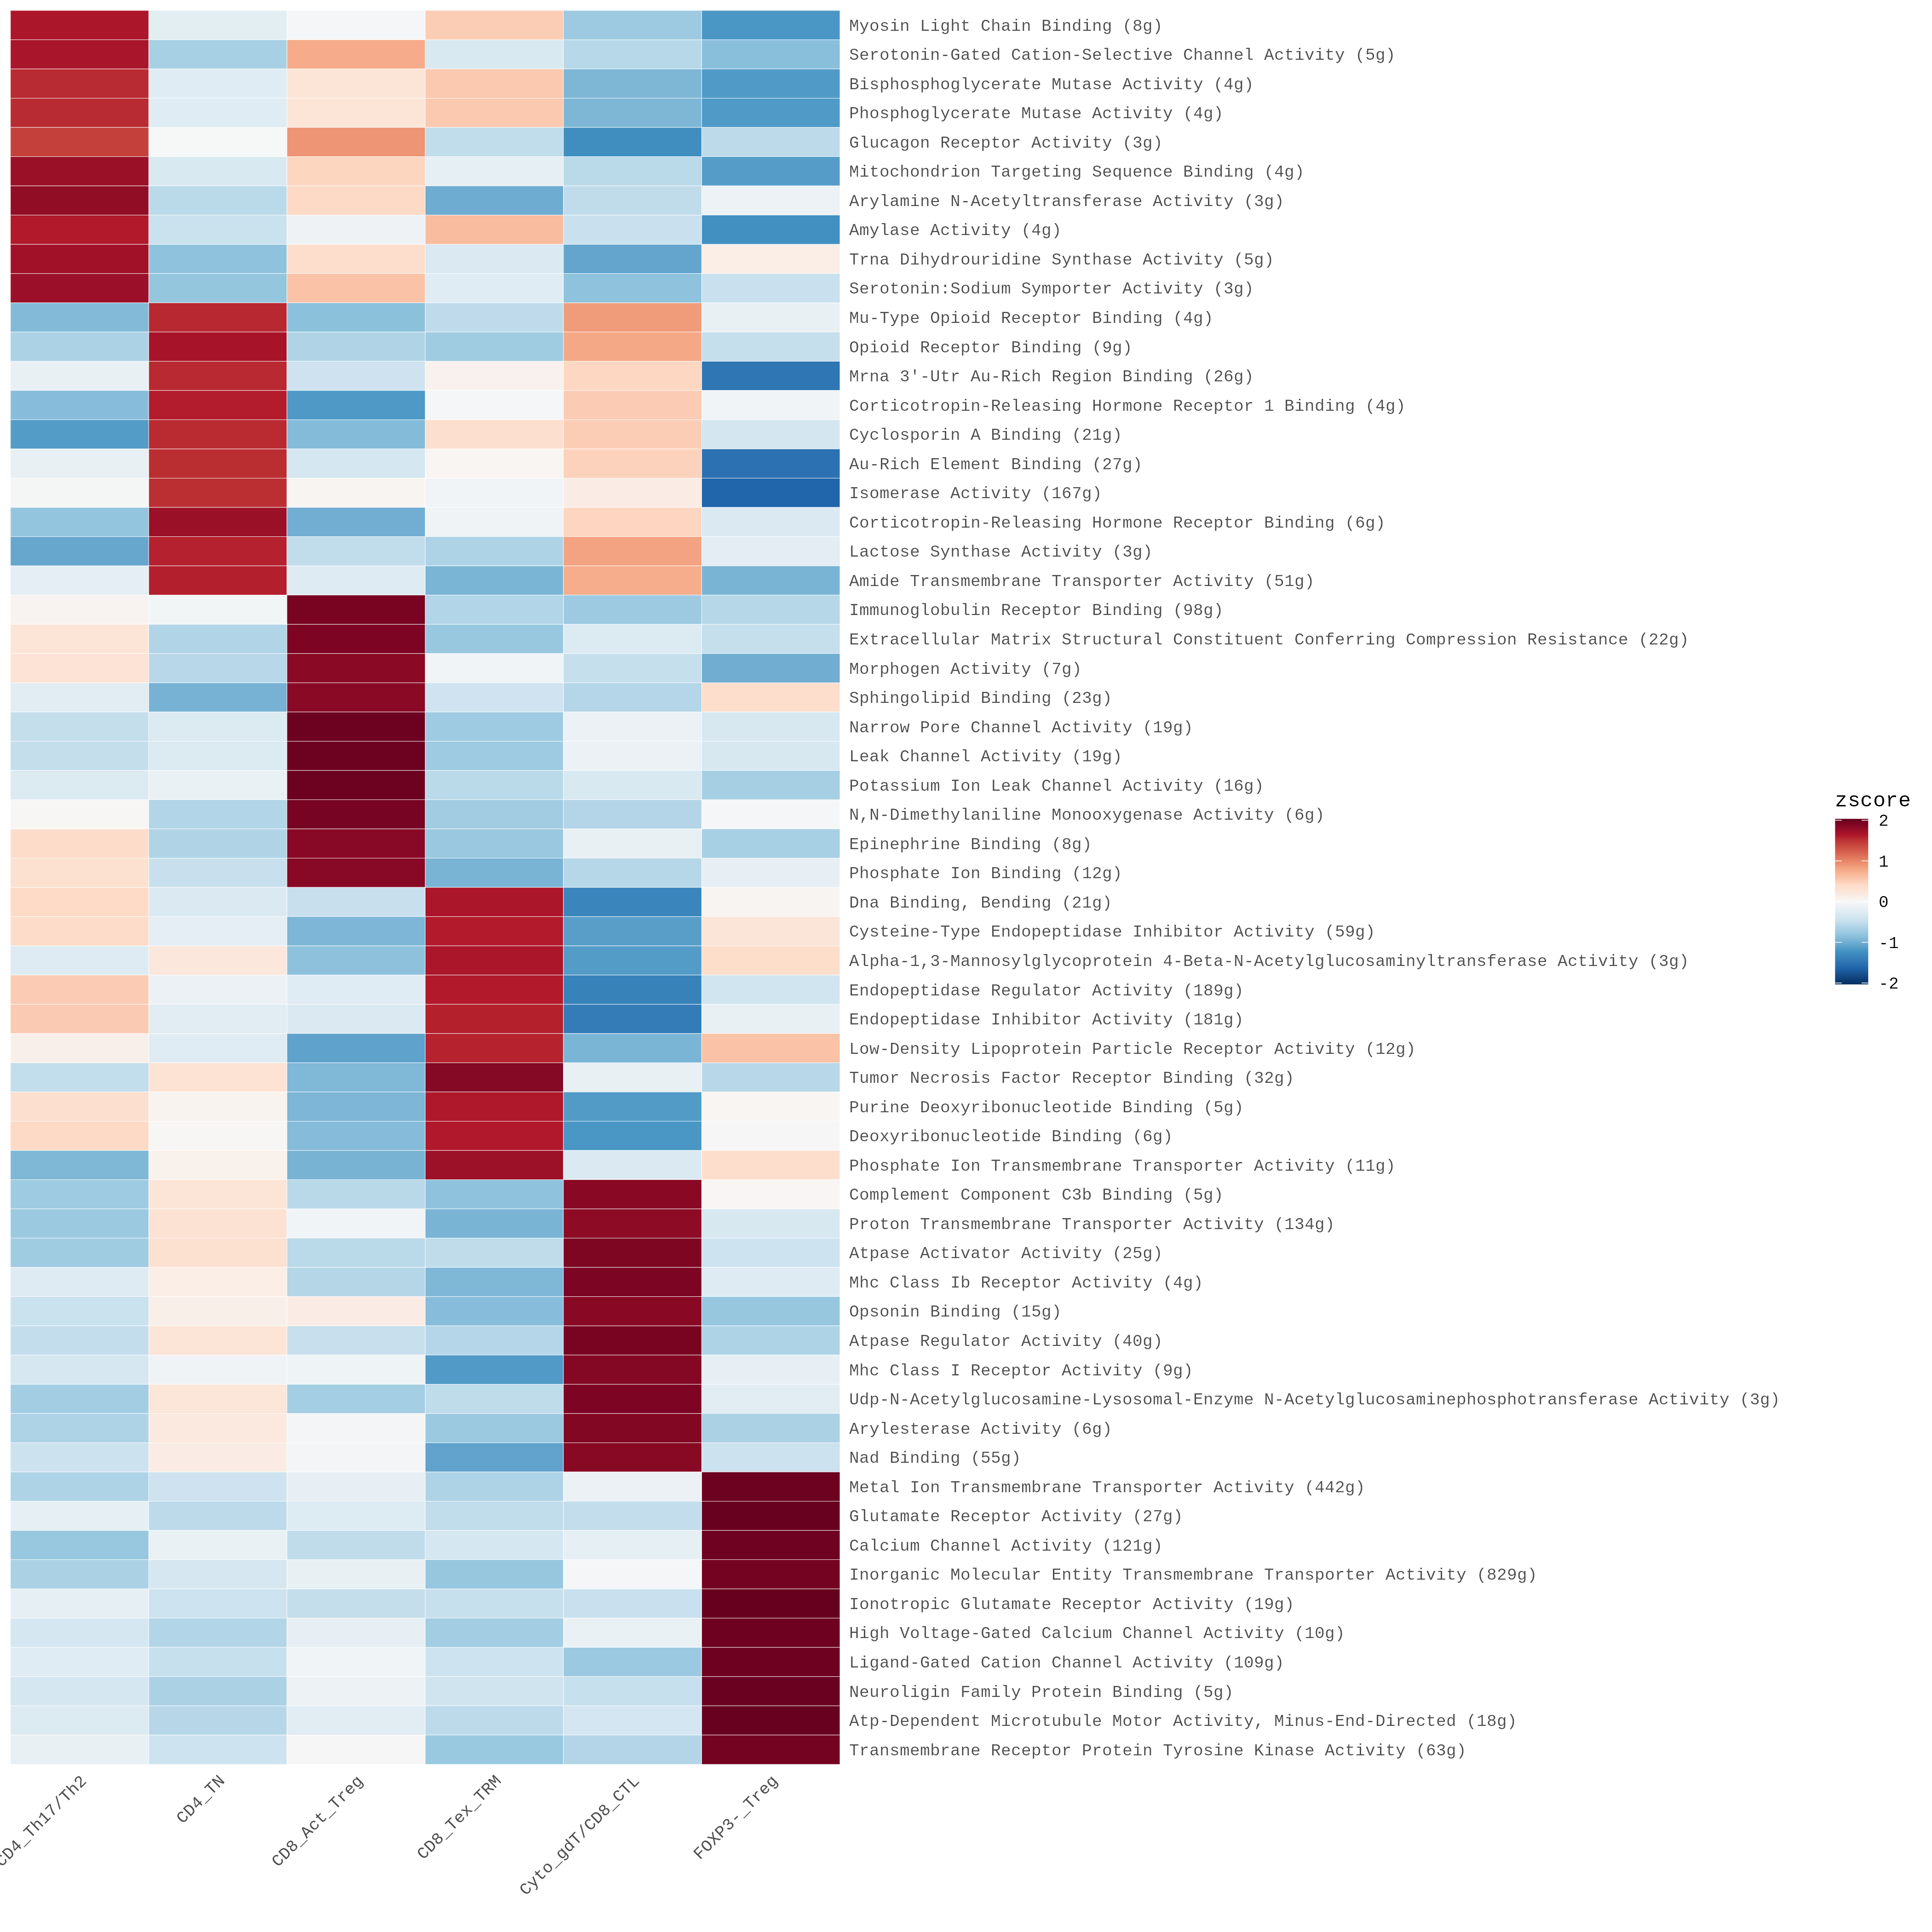 Myosin Light Chain Binding (8g)
Serotonin-Gated Cation-Selective Channel Activity (5g)
Bisphosphoglycerate Mutase Activity (4g)
Phosphoglycerate Mutase Activity (4g)
Glucagon Receptor Activity (3g)
Mitochondrion Targeting Sequence Binding (4g)
Arylamine N-Acetyltransferase Activity (3g)
Amylase Activity (4g)
Trna Dihydrouridine Synthase Activity (5g)
Serotonin:Sodium Symporter Activity (3g)
Mu-Type Opioid Receptor Binding (4g)
Opioid Receptor Binding (9g)
Mrna 3'-Utr Au-Rich Region Binding (26g)
Corticotropin-Releasing Hormone Receptor 1 Binding (4g)
Cyclosporin A Binding (21g)
Au-Rich Element Binding (27g)
Isomerase Activity (167g)
Corticotropin-Releasing Hormone Receptor Binding (6g)
Lactose Synthase Activity (3g)
Amide Transmembrane Transporter Activity (51g)
Immunoglobulin Receptor Binding (98g)
Extracellular Matrix Structural Constituent Conferring Compression Resistance (22g)
Morphogen Activity (7g)
Sphingolipid Binding (23g)
Narrow Pore Channel Activity (19g)
Leak Channel Activity (19g)
Potassium Ion Leak Channel Activity (16g)
N,N-Dimethylaniline Monooxygenase Activity (6g)
Epinephrine Binding (8g)
Phosphate Ion Binding (12g)
Dna Binding, Bending (21g)
Cysteine-Type Endopeptidase Inhibitor Activity (59g)
Alpha-1,3-Mannosylglycoprotein 4-Beta-N-Acetylglucosaminyltransferase Activity (3g)
Endopeptidase Regulator Activity (189g)
Endopeptidase Inhibitor Activity (181g)
Low-Density Lipoprotein Particle Receptor Activity (12g)
Tumor Necrosis Factor Receptor Binding (32g)
Purine Deoxyribonucleotide Binding (5g)
Deoxyribonucleotide Binding (6g)
Phosphate Ion Transmembrane Transporter Activity (11g)
Complement Component C3b Binding (5g)
Proton Transmembrane Transporter Activity (134g)
Atpase Activator Activity (25g)
Mhc Class Ib Receptor Activity (4g)
Opsonin Binding (15g)
Atpase Regulator Activity (40g)
Mhc Class I Receptor Activity (9g)
Udp-N-Acetylglucosamine-Lysosomal-Enzyme N-Acetylglucosaminephosphotransferase Activity (3g)
Arylesterase Activity (6g)
Nad Binding (55g)
Metal Ion Transmembrane Transporter Activity (442g)
Glutamate Receptor Activity (27g)
Calcium Channel Activity (121g)
Inorganic Molecular Entity Transmembrane Transporter Activity (829g)
Ionotropic Glutamate Receptor Activity (19g)
High Voltage-Gated Calcium Channel Activity (10g)
Ligand-Gated Cation Channel Activity (109g)
Neuroligin Family Protein Binding (5g)
Atp-Dependent Microtubule Motor Activity, Minus-End-Directed (18g)
Transmembrane Receptor Protein Tyrosine Kinase Activity (63g)
zscore
2
1
0
-1
-2
CD4_Th17/Th2
CD4_TN
CD8_Act_Treg
CD8_Tex_TRM
Cyto_gdT/CD8_CTL
FOXP3-_Treg